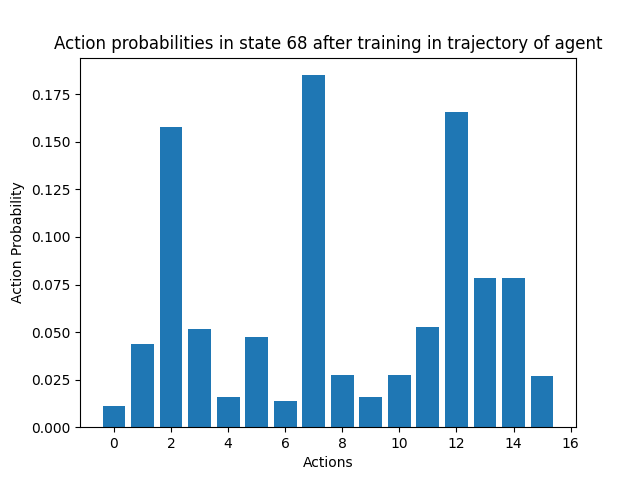 Action probabilities in state 68 after training in trajectory of agent
Action Probability
0.175
0.150
0.125
0.100
0.075
0.050
0.025
0.000
0 2 4 6 8 10 12 14 16
Actions